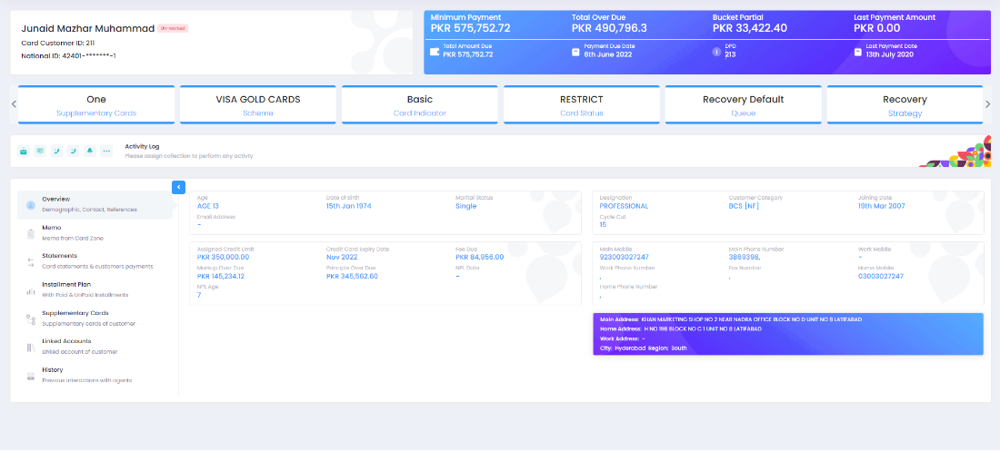 Junaid Mazhar Muhammad Unworked
Card Customer ID: 211
National ID: 42401-*******-1
Minimum Payment Total Over Due Bucket Partial Last Payment Amount
PKR 575,752.72 PKR 490,796.3 PKR 33,422.40 PKR 0.00
Total Amount Due Payment Due Date DPD Last Payment Date
PKR 575,752.72 6th June 2022 213 13th July 2020
One VISA GOLD CARDS Basic RESTRICT Recovery Default Recovery
Supplementary Cards Scheme Card Indicator Card Status Queue Strategy
Activity Log
Please assign collection to perform any activity
Overview
Demographic, Contact, References
Memo
Memo from Card Zone
Statements
Card statements & customers payments
Installment Plan
With Paid & UnPaid Installments
Supplementary Cards
Supplementary cards of customer
Linked Accounts
Linked account of customer
History
Previous interactions with agents
Age Date of Birth Marital Status
AGE 13 15th Jan 1974 Single
Email Address
-
Designation Customer Category Joining Date
PROFESSIONAL BCS [NF] 19th Mar 2007
Cycle Cut
15
Assigned Credit Limit Credit Card Expiry Date Fee Due
PKR 350,000.00 Nov 2022 PKR 84,956.00
Markup Over Due Principle Over Due NPL Date
PKR 145,234.12 PKR 345,562.60 -
NPL Age
7
Main Mobile Main Phone Number Work Mobile
923003027247 3869398, -
Work Phone Number Fax Number Home Mobile
, , 03003027247
Home Phone Number
,
Main Address: KHAN MARKETING SHOP NO 2 NEAR NADRA OFFICE BLOCK NO D UNIT NO 8 LATIFABAD
Home Address: H NO 198 BLOCK NO C 1 UNIT NO 8 LATIFABAD
Work Address: -
City: Hyderabad Region: South